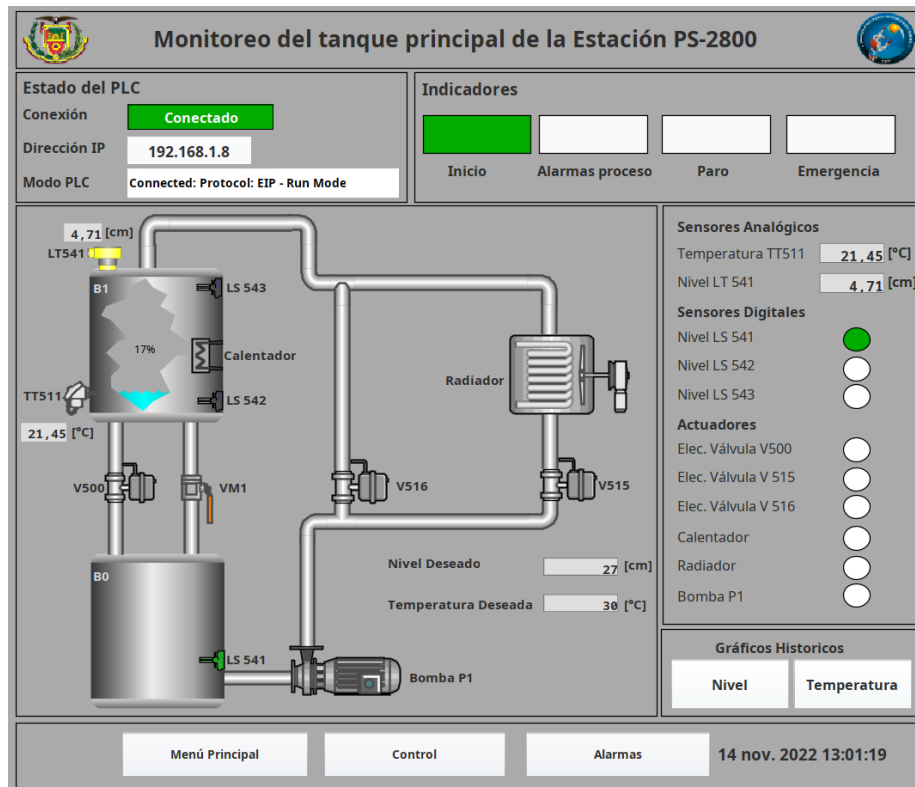 Monitoreo del tanque principal de la Estación PS-2800
Estado del PLC
Conexión
Conectado
Dirección IP
192.168.1.8
Modo PLC
Connected: Protocol: EIP - Run Mode
Indicadores
Inicio
Alarmas proceso
Paro
Emergencia
4,71 [cm]
LT541
B1
LS 543
17%
Calentador
TT511
LS 542
21,45 [°C]
V500
VM1
V516
V515
Radiador
B0
LS 541
Bomba P1
Nivel Deseado 27 [cm]
Temperatura Deseada 30 [°C]
Sensores Analógicos
Temperatura TT511 21,45 [°C]
Nivel LT 541 4,71 [cm]
Sensores Digitales
Nivel LS 541
Nivel LS 542
Nivel LS 543
Actuadores
Elec. Válvula V500
Elec. Válvula V 515
Elec. Válvula V 516
Calentador
Radiador
Bomba P1
Gráficos Historicos
Nivel
Temperatura
Menú Principal
Control
Alarmas
14 nov. 2022 13:01:19